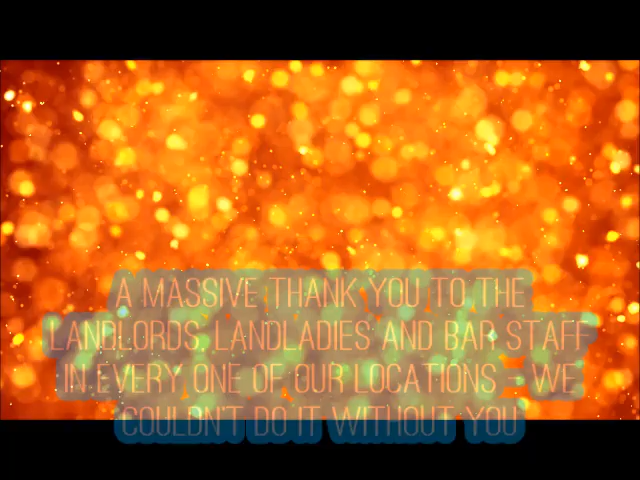 A MASSIVE THANK YOU TO THE
LANDLORDS, LANDLADIES AND BAR STAFF
IN EVERY ONE OF OUR LOCATIONS - WE
COULDN'T DO IT WITHOUT YOU